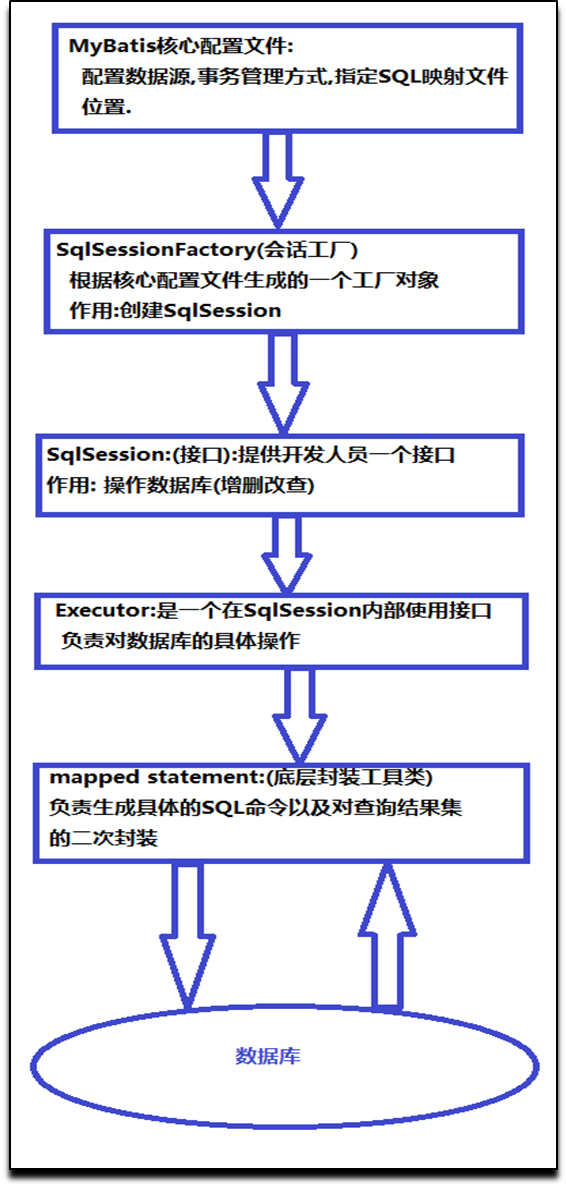 MyBatis核心配置文件:
配置数据源,事务管理方式,指定SQL映射文件
位置.
SqlSessionFactory(会话工厂)
根据核心配置文件生成的一个工厂对象
作用:创建SqlSession
SqlSession:(接口):提供开发人员一个接口
作用: 操作数据库(增删改查)
Executor:是一个在SqlSession内部使用接口
负责对数据库的具体操作
mapped statement:(底层封装工具类)
负责生成具体的SQL命令以及对查询结果集
的二次封装
数据库